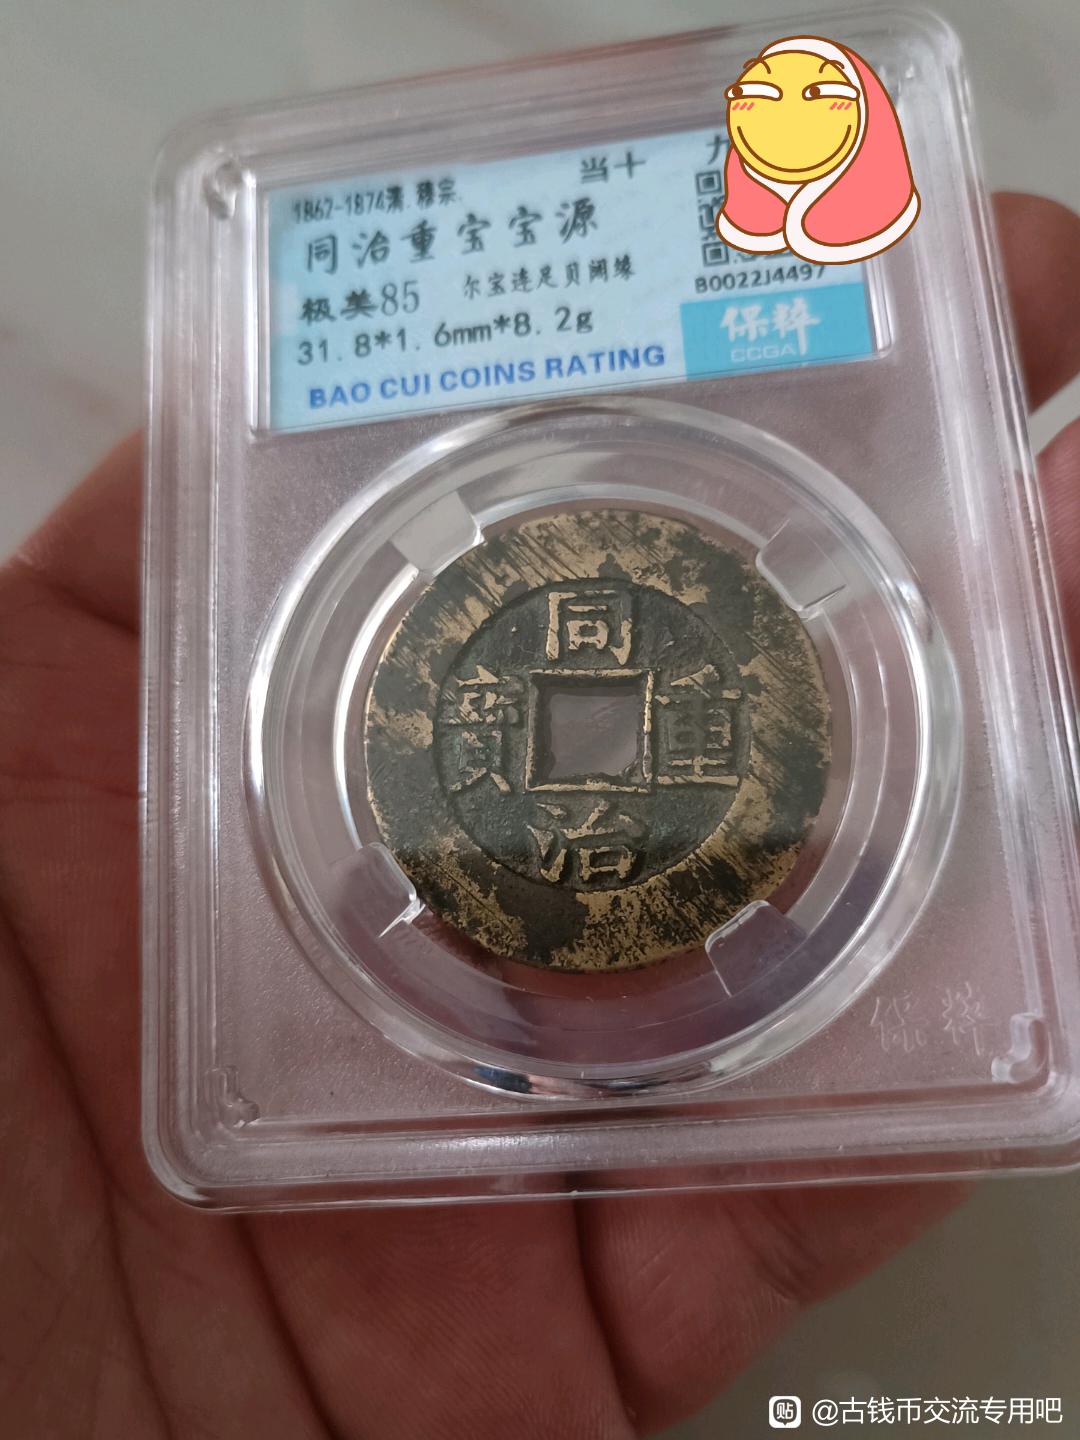 当十 九
1862-1874清.穆宗.
同治重宝宝源
极美85 尔宝连足贝阔缘
B0022J4497
31.8*1.6mm*8.2g
保粹
CCGA
BAO CUI COINS RATING
同
寶 重
治
保粹
贴 @古钱币交流专用吧